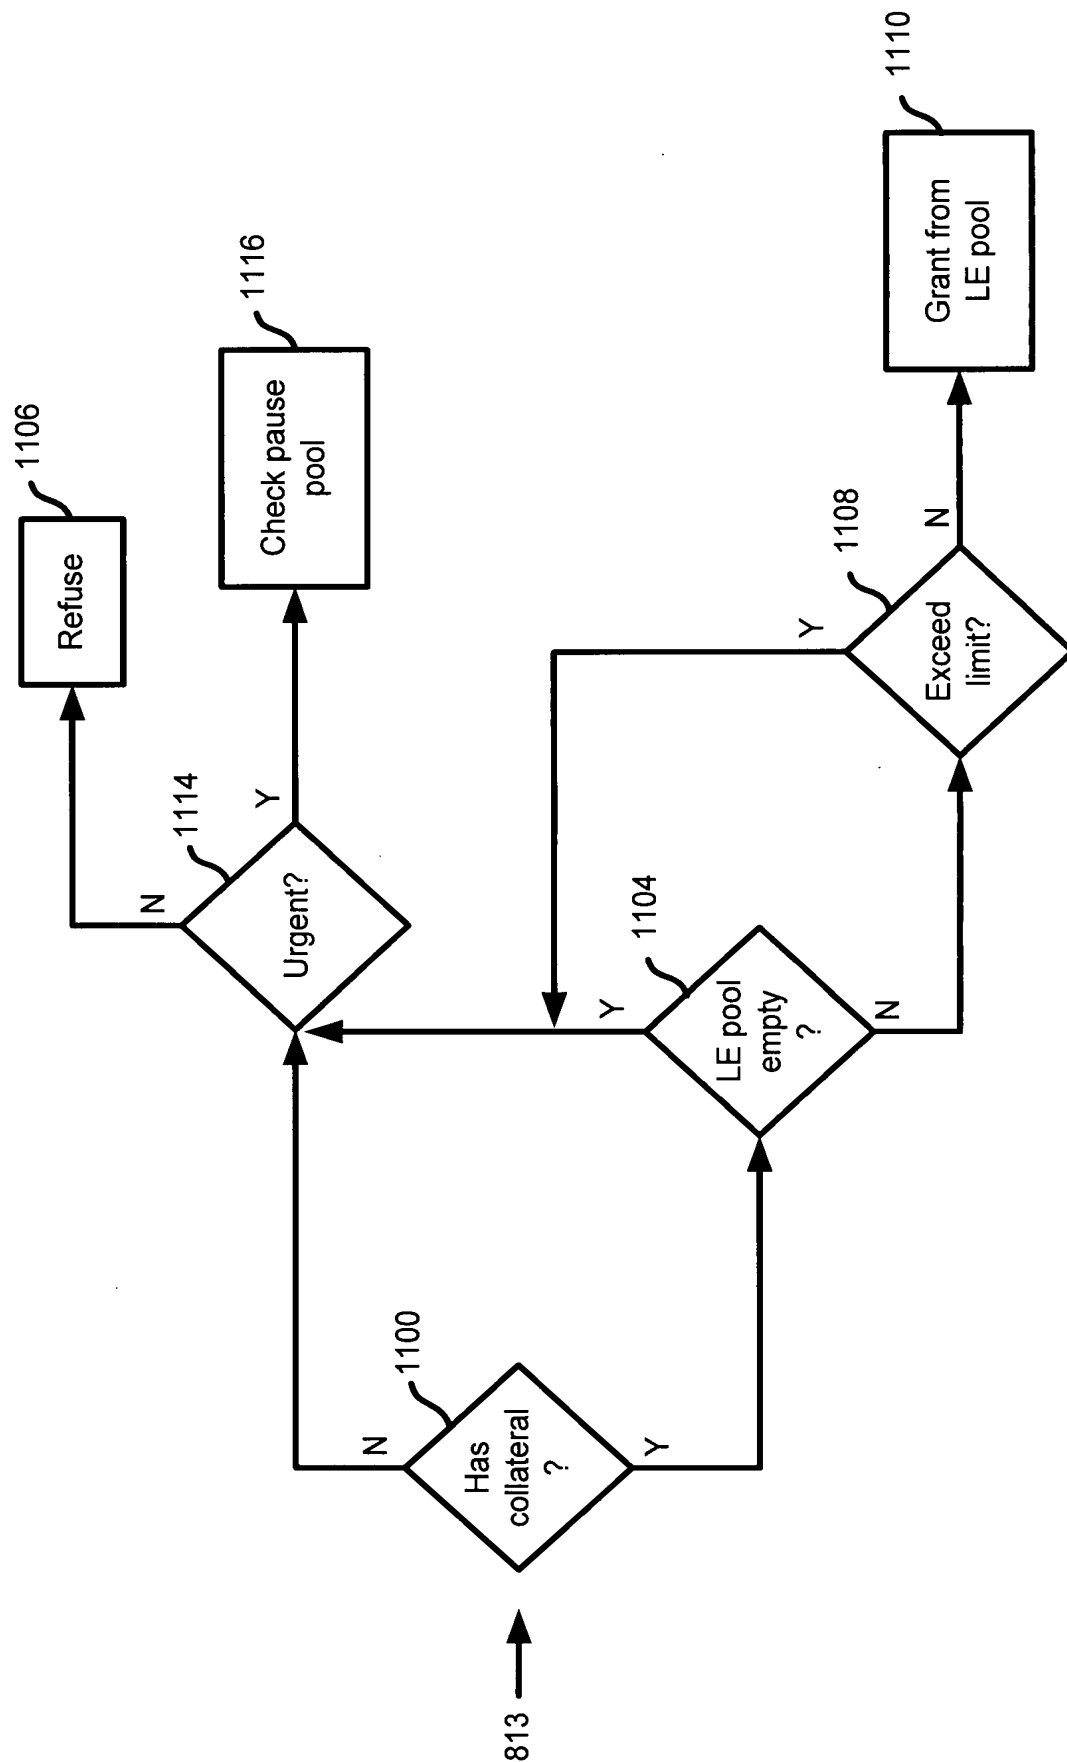 813
1100
Has
collateral
?
N
Y
1104
LE pool
empty
?
Y
N
1114
Urgent?
N
Y
1106
Refuse
1116
Check pause
pool
1108
Exceed
limit?
Y
N
1110
Grant from
LE pool